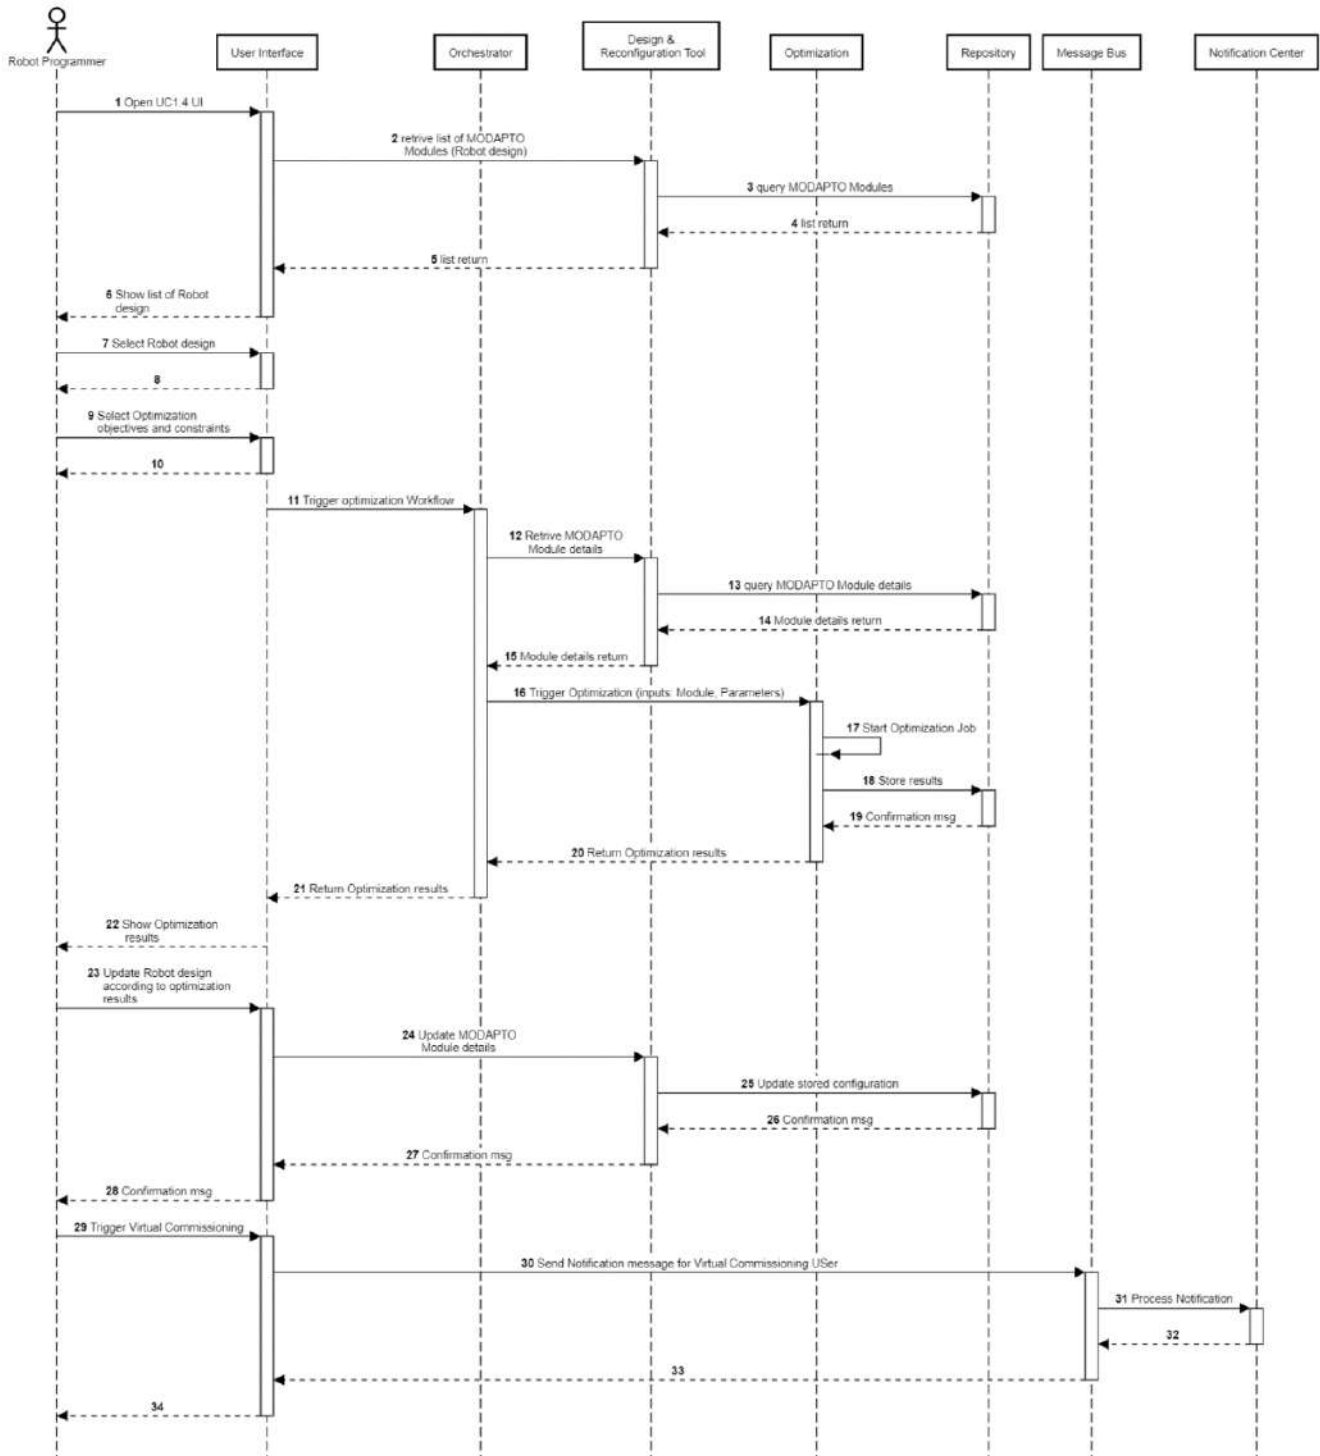 Design &
User Interface
Orchestrator
Reconfiguration Tool
Optimization
Repository
Message Bus
Notification Center
Robot Programmer
1 Open UC1.4 UI
2 retrive list of MODAPTO
Modules (Robot design)
3 query MODAPTO Modules
4 list return
5 list return
6 Show list of Robot
design
7 Select Robot design
8
9 Select Optimization
objectives and constraints
10
11 Trigger optimization Workflow
12 Retrive MODAPTO
Module details
13 query MODAPTO Module details
14 Module details return
15 Module details return
16 Trigger Optimization (inputs: Module, Parameters)
17 Start Optimization Job
18 Store results
19 Confirmation msg
20 Return Optimization results
21 Return Optimization results
22 Show Optimization
results
23 Update Robot design
according to optimization
results
24 Update MODAPTO
Module details
25 Update stored configuration
26 Confirmation msg
27 Confirmation msg
28 Confirmation msg
29 Trigger Virtual Commissioning
30 Send Notification message for Virtual Commissioning USer
31 Process Notification
32
33
34